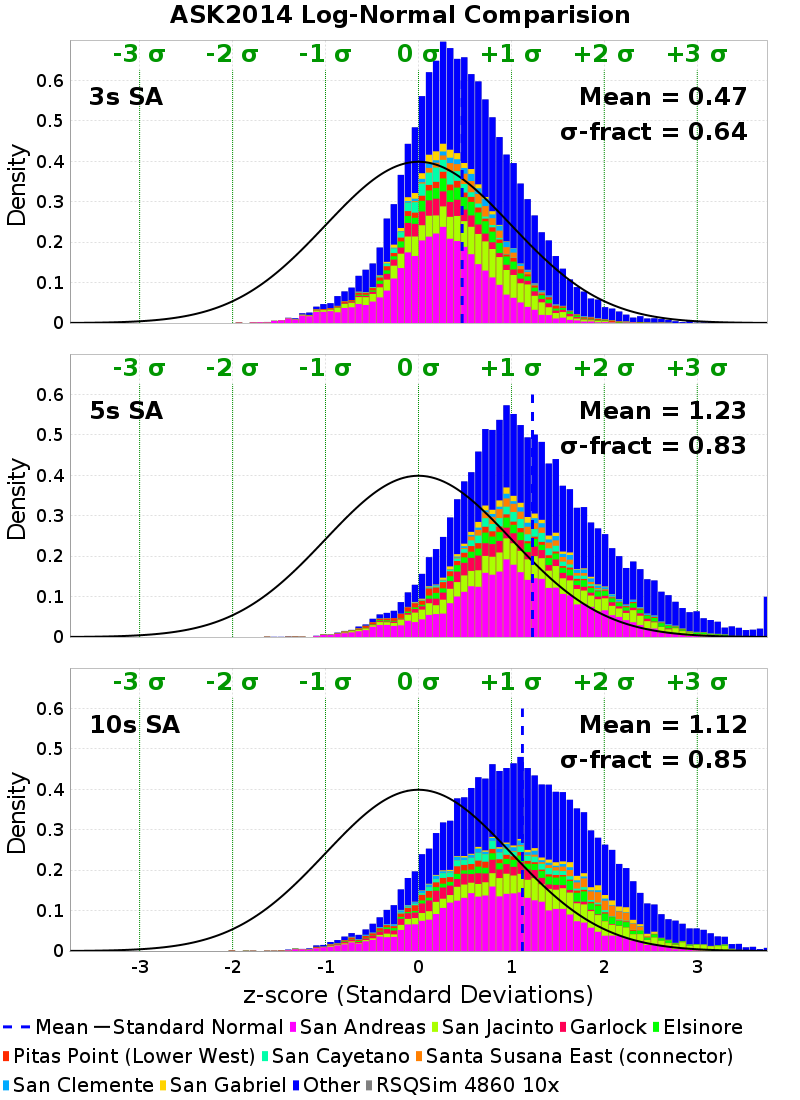 ASK2014 Log-Normal Comparision
-3 σ -2 σ -1 σ 0 σ +1 σ +2 σ +3 σ
3s SA
Mean = 0.47
σ-fract = 0.64
Density
0.6
0.5
0.4
0.3
0.2
0.1
0
-3 σ -2 σ -1 σ 0 σ +1 σ +2 σ +3 σ
5s SA
Mean = 1.23
σ-fract = 0.83
Density
0.6
0.5
0.4
0.3
0.2
0.1
0
-3 σ -2 σ -1 σ 0 σ +1 σ +2 σ +3 σ
10s SA
Mean = 1.12
σ-fract = 0.85
Density
0.6
0.5
0.4
0.3
0.2
0.1
0
-3 -2 -1 0 1 2 3
z-score (Standard Deviations)
Mean Standard Normal San Andreas San Jacinto Garlock Elsinore
Pitas Point (Lower West) San Cayetano Santa Susana East (connector)
San Clemente San Gabriel Other RSQSim 4860 10x